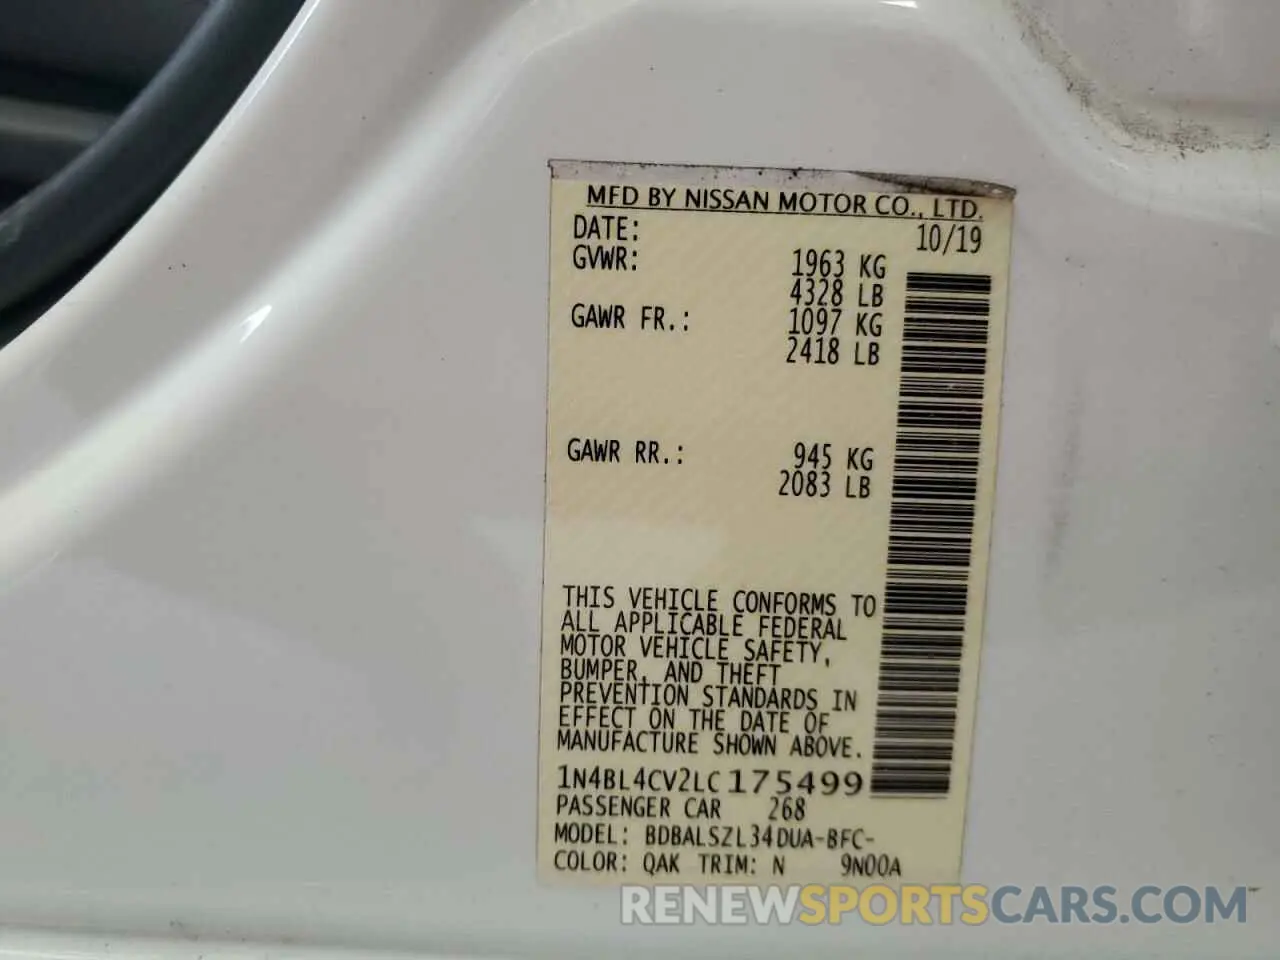 MFD BY NISSAN MOTOR CO., LTD.
DATE: 10/19
GVWR: 1963 KG
4328 LB
GAWR FR.: 1097 KG
2418 LB
GAWR RR.: 945 KG
2083 LB
THIS VEHICLE CONFORMS TO
ALL APPLICABLE FEDERAL
MOTOR VEHICLE SAFETY,
BUMPER, AND THEFT
PREVENTION STANDARDS IN
EFFECT ON THE DATE OF
MANUFACTURE SHOWN ABOVE.
1N4BL4CV2LC175499
PASSENGER CAR 268
MODEL: BDBALSZL34DUA-BFC-
COLOR: QAK TRIM: N 9N00A
RENEWSPORTSCARS.COM